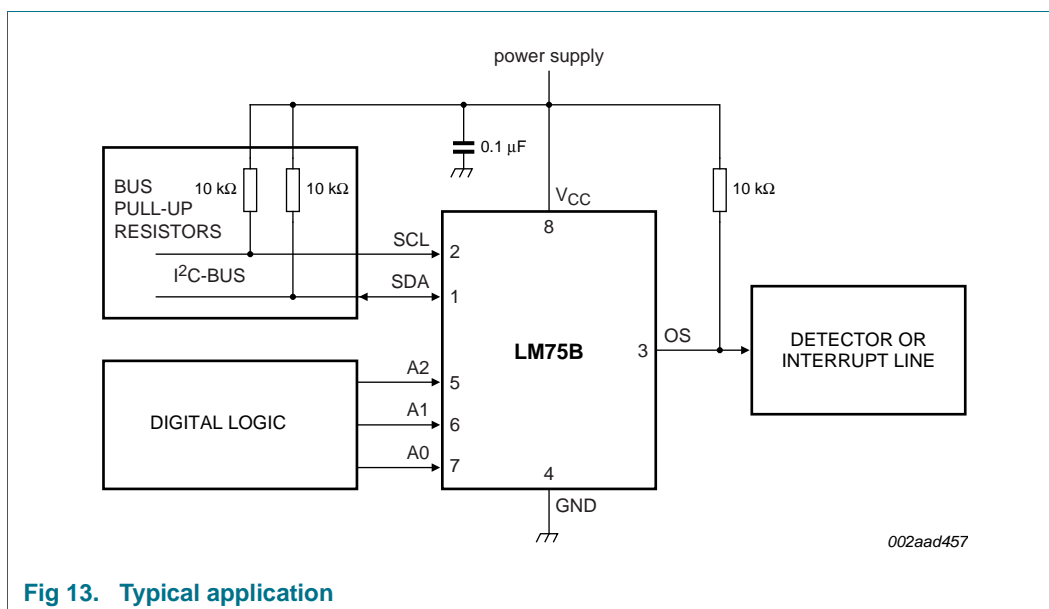 power supply
0.1 μF
BUS
PULL-UP
RESISTORS
10 kΩ
10 kΩ
10 kΩ
VCC
8
SCL
2
I²C-BUS
SDA
1
LM75B
3
OS
DETECTOR OR
INTERRUPT LINE
DIGITAL LOGIC
A2
5
A1
6
A0
7
4
GND
002aad457
Fig 13. Typical application